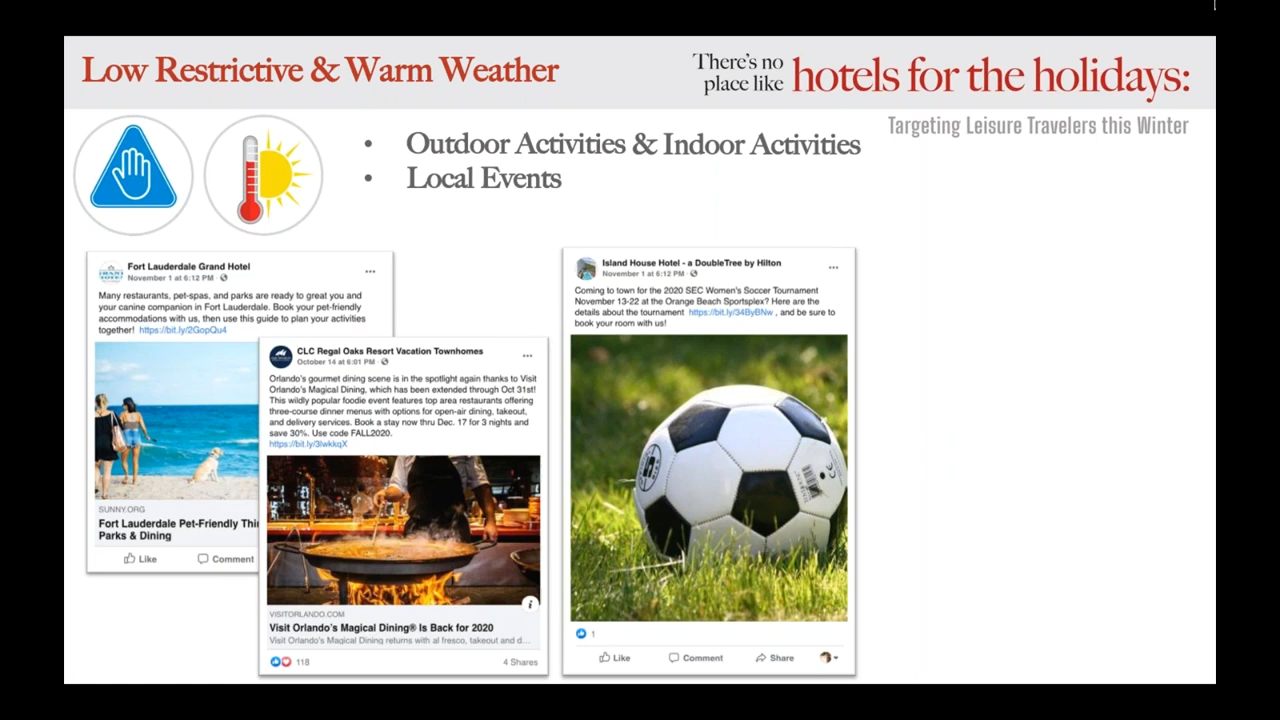 Low Restrictive & Warm Weather
There's no
place like
hotels for the holidays:
Targeting Leisure Travelers this Winter
• Outdoor Activities & Indoor Activities
• Local Events
Fort Lauderdale Grand Hotel
November 1 at 6:12 PM ·
Many restaurants, pet-spas, and parks are ready to great you and
your canine companion in Fort Lauderdale. Book your pet-friendly
accommodations with us, then use this guide to plan your activities
together! https://bit.ly/2GopQu4
SUNNY.ORG
Fort Lauderdale Pet-Friendly Thi
Parks & Dining
Like
Comment
CLC Regal Oaks Resort Vacation Townhomes
October 14 at 6:01 PM ·
Orlando's gourmet dining scene is in the spotlight again thanks to Visit
Orlando's Magical Dining, which has been extended through Oct 31st!
This wildly popular foodie event features top area restaurants offering
three-course dinner menus with options for open-air dining, takeout,
and delivery services. Book a stay now thru Dec. 17 for 3 nights and
save 30%. Use code FALL2020.
https://bit.ly/3lwkkqX
VISITORLANDO.COM
Visit Orlando's Magical Dining® Is Back for 2020
Visit Orlando's Magical Dining returns with al fresco, takeout and d...
118
4 Shares
Island House Hotel - a DoubleTree by Hilton
November 1 at 6:12 PM ·
Coming to town for the 2020 SEC Women's Soccer Tournament
November 13-22 at the Orange Beach Sportsplex? Here are the
details about the tournament https://bit.ly/34ByBNw , and be sure to
book your room with us!
1
Like
Comment
Share